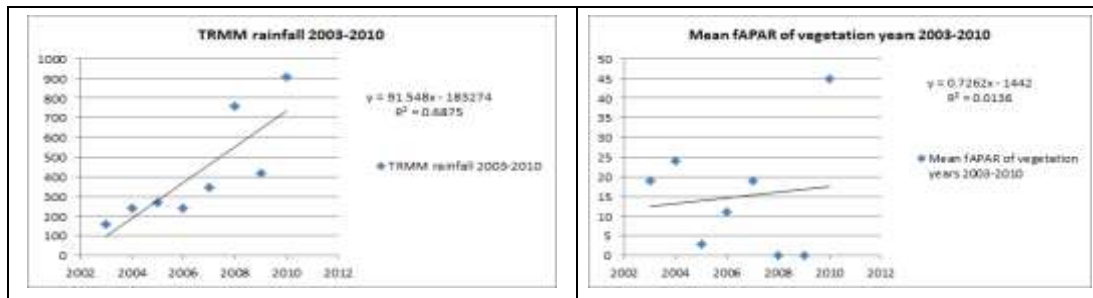 TRMM rainfall 2003-2010
1000
900
800
700
600
500
400
300
200
100
0
2002 2004 2006 2008 2010 2012
y = 91.548x - 183274
R² = 0.6875
TRMM rainfall 2003-2010
Mean fAPAR of vegetation years 2003-2010
50
45
40
35
30
25
20
15
10
5
0
2002 2004 2006 2008 2010 2012
y = 0.7262x - 1442
R² = 0.0136
Mean fAPAR of vegetation
years 2003-2010